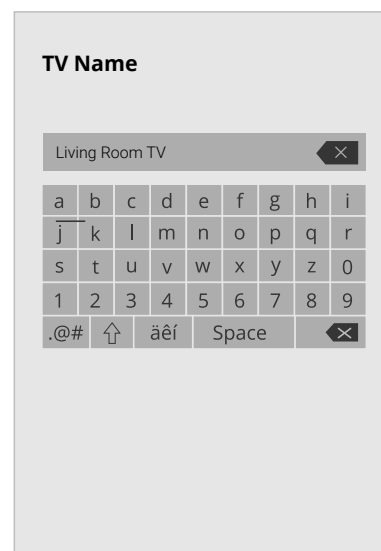 TV Name
Living Room TV
a b c d e f g h i
j k l m n o p q r
s t u v w x y z 0
1 2 3 4 5 6 7 8 9
.@# äêí Space